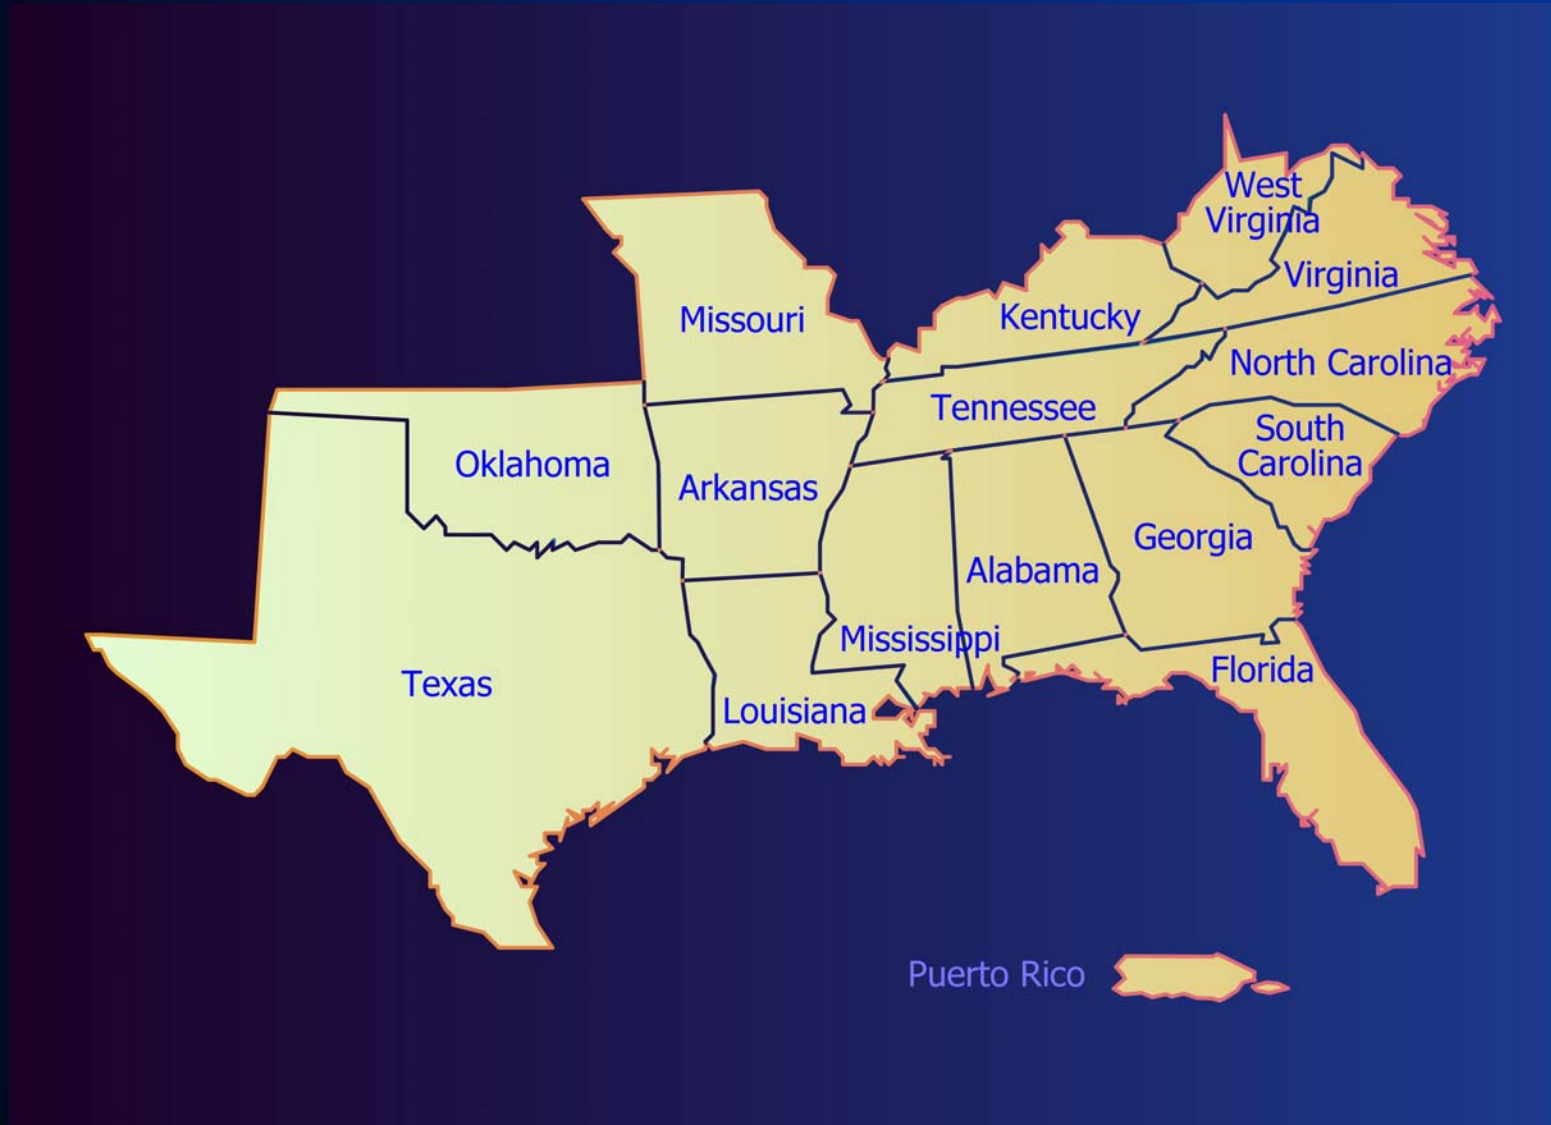 West
Virginia
Virginia
Missouri
Kentucky
North Carolina
Tennessee
South
Carolina
Oklahoma
Arkansas
Georgia
Alabama
Mississippi
Florida
Texas
Louisiana
Puerto Rico